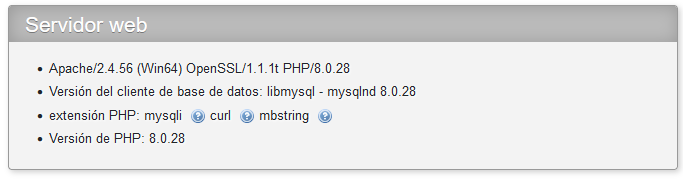 Servidor web
Apache/2.4.56 (Win64) OpenSSL/1.1.1t PHP/8.0.28
Versión del cliente de base de datos: libmysql - mysqlnd 8.0.28
extensión PHP: mysqli curl mbstring
Versión de PHP: 8.0.28